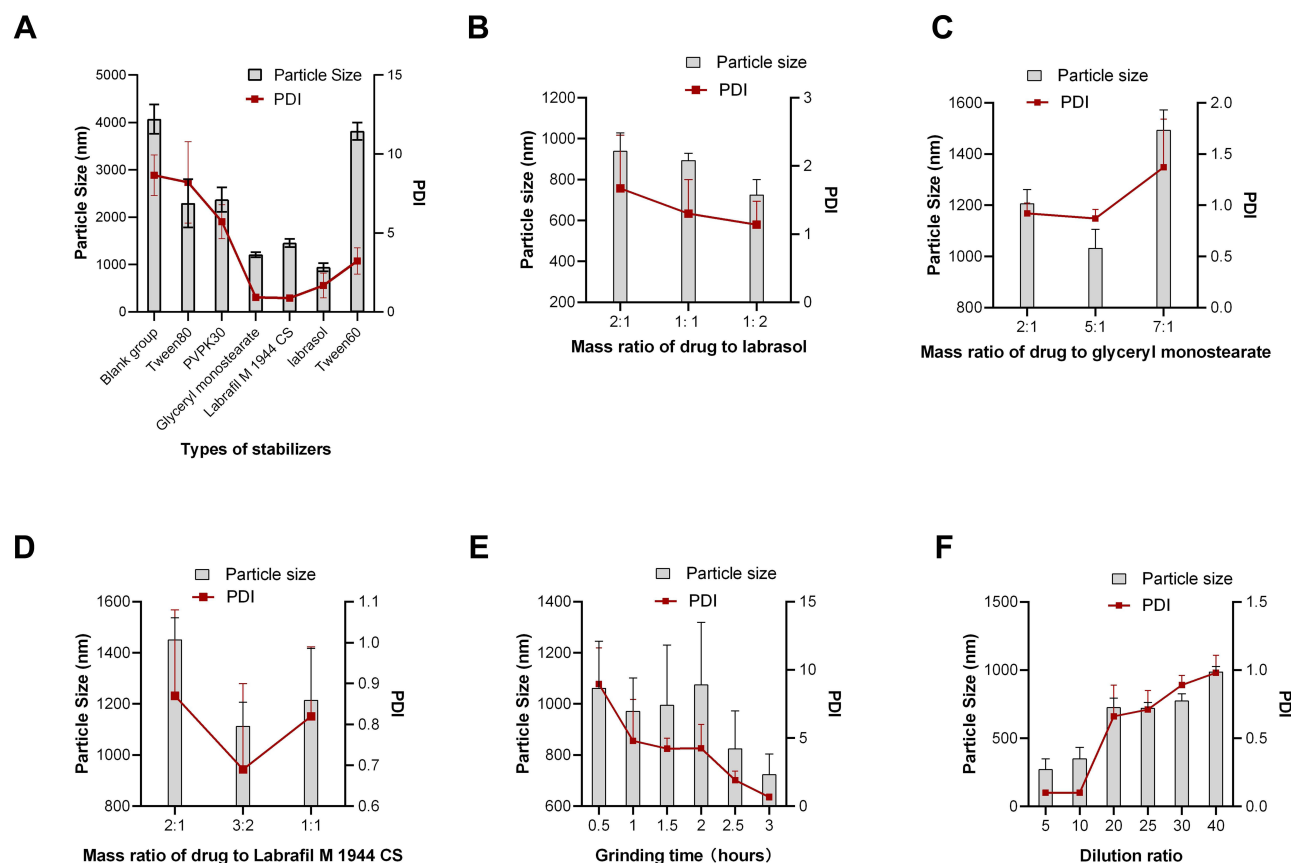 A
Particle Size
PDI
5000
4000
3000
2000
1000
0
15
10
5
0
Particle Size (nm)
PDI
Blank group
Tween80
PVPK30
Glyceryl monostearate
Labrafil M 1944 CS
labrasol
Tween60
Types of stabilizers
B
Particle size
PDI
1200
1000
800
600
400
200
3
2
1
0
Particle size (nm)
PDI
2:1 1:1 1:2
Mass ratio of drug to labrasol
C
Particle size
PDI
1600
1400
1200
1000
800
2.0
1.5
1.0
0.5
0.0
Particle Size (nm)
PDI
2:1 5:1 7:1
Mass ratio of drug to glyceryl monostearate
D
Particle size
PDI
1600
1400
1200
1000
800
1.1
1.0
0.9
0.8
0.7
0.6
Particle Size (nm)
PDI
2:1 3:2 1:1
Mass ratio of drug to Labrafil M 1944 CS
E
Particle size
PDI
1400
1200
1000
800
600
15
10
5
0
Particle Size (nm)
PDI
0.5 1 1.5 2 2.5 3
Grinding time（hours）
F
Particle size
PDI
1500
1000
500
0
1.5
1.0
0.5
0.0
Particle Size (nm)
PDI
5 10 20 25 30 40
Dilution ratio